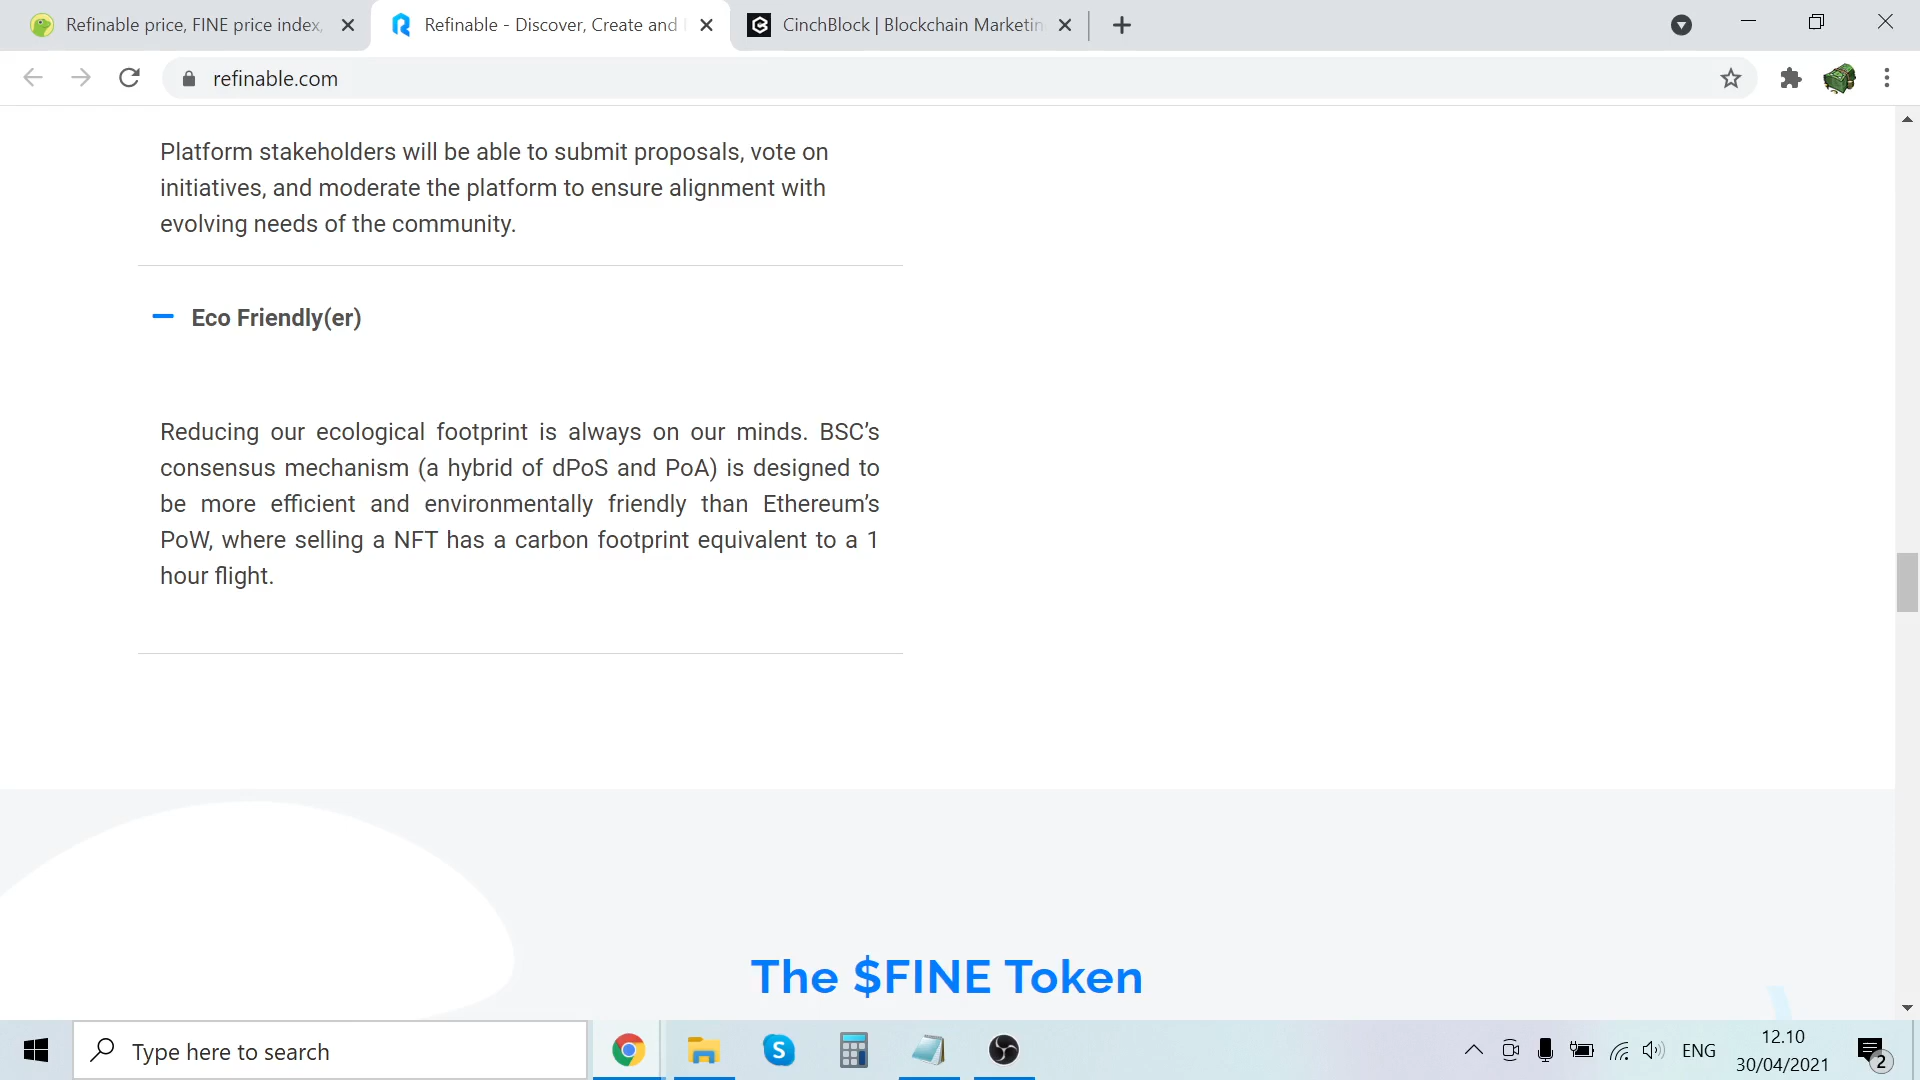 Refinable price, FINE price index,
Refinable - Discover, Create and
CinchBlock | Blockchain Marketin
refinable.com
Platform stakeholders will be able to submit proposals, vote on
initiatives, and moderate the platform to ensure alignment with
evolving needs of the community.
Eco Friendly(er)
Reducing our ecological footprint is always on our minds. BSC’s
consensus mechanism (a hybrid of dPoS and PoA) is designed to
be more efficient and environmentally friendly than Ethereum’s
PoW, where selling a NFT has a carbon footprint equivalent to a 1
hour flight.
The $FINE Token
Type here to search
ENG
12.10
30/04/2021
2